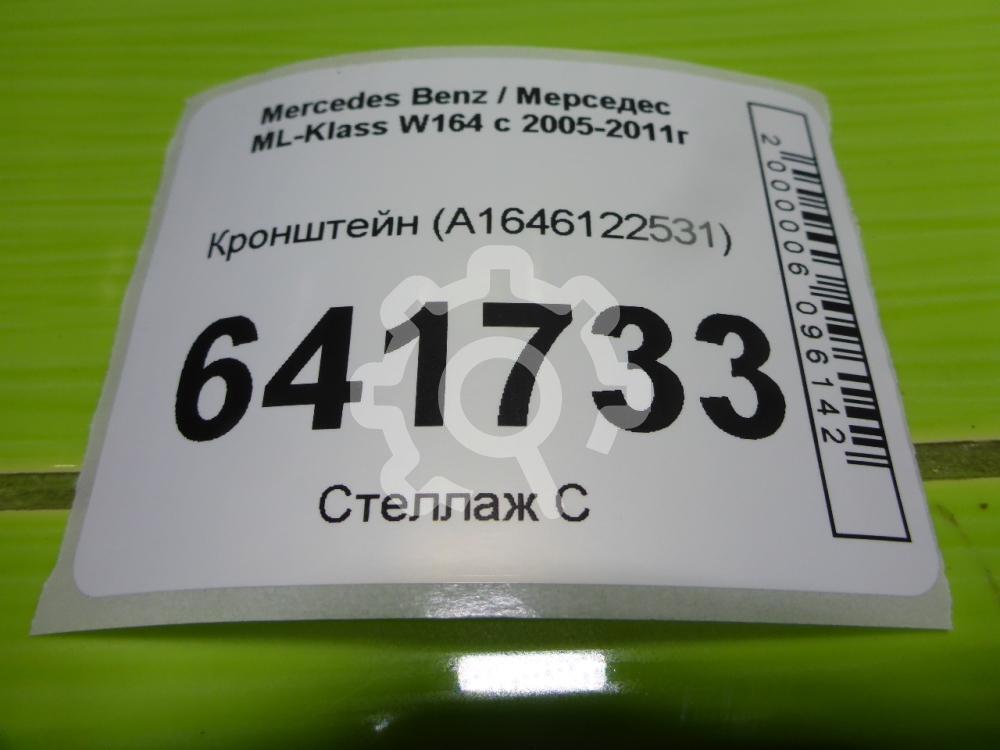 Mercedes Benz / Мерседес
ML-Klass W164 с 2005-2011г
Кронштейн (A1646122531)
641733
Стеллаж С
2000006096142